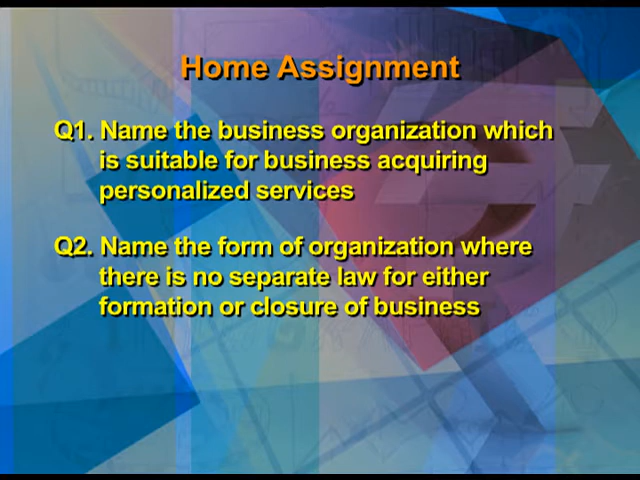 Home Assignment
Q1. Name the business organization which
is suitable for business acquiring
personalized services
Q2. Name the form of organization where
there is no separate law for either
formation or closure of business